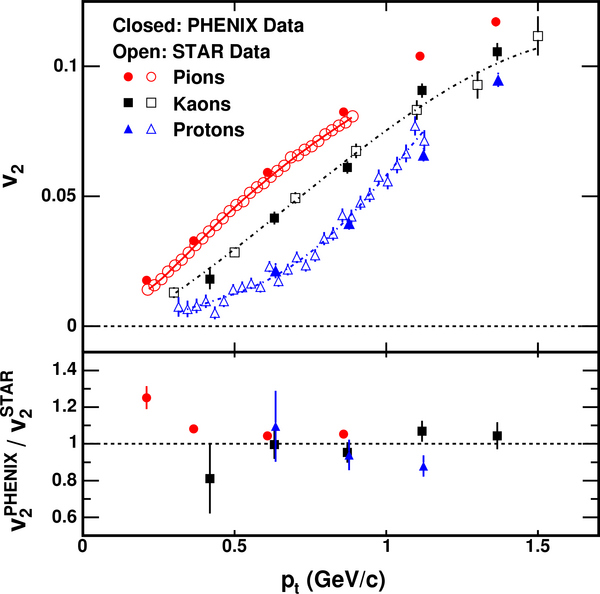 Closed: PHENIX Data
Open: STAR Data
Pions
Kaons
Protons
0.1
0.05
0
v2
1.4
1.2
1
0.8
0.6
v2PHENIX / v2STAR
0 0.5 1 1.5
pt (GeV/c)